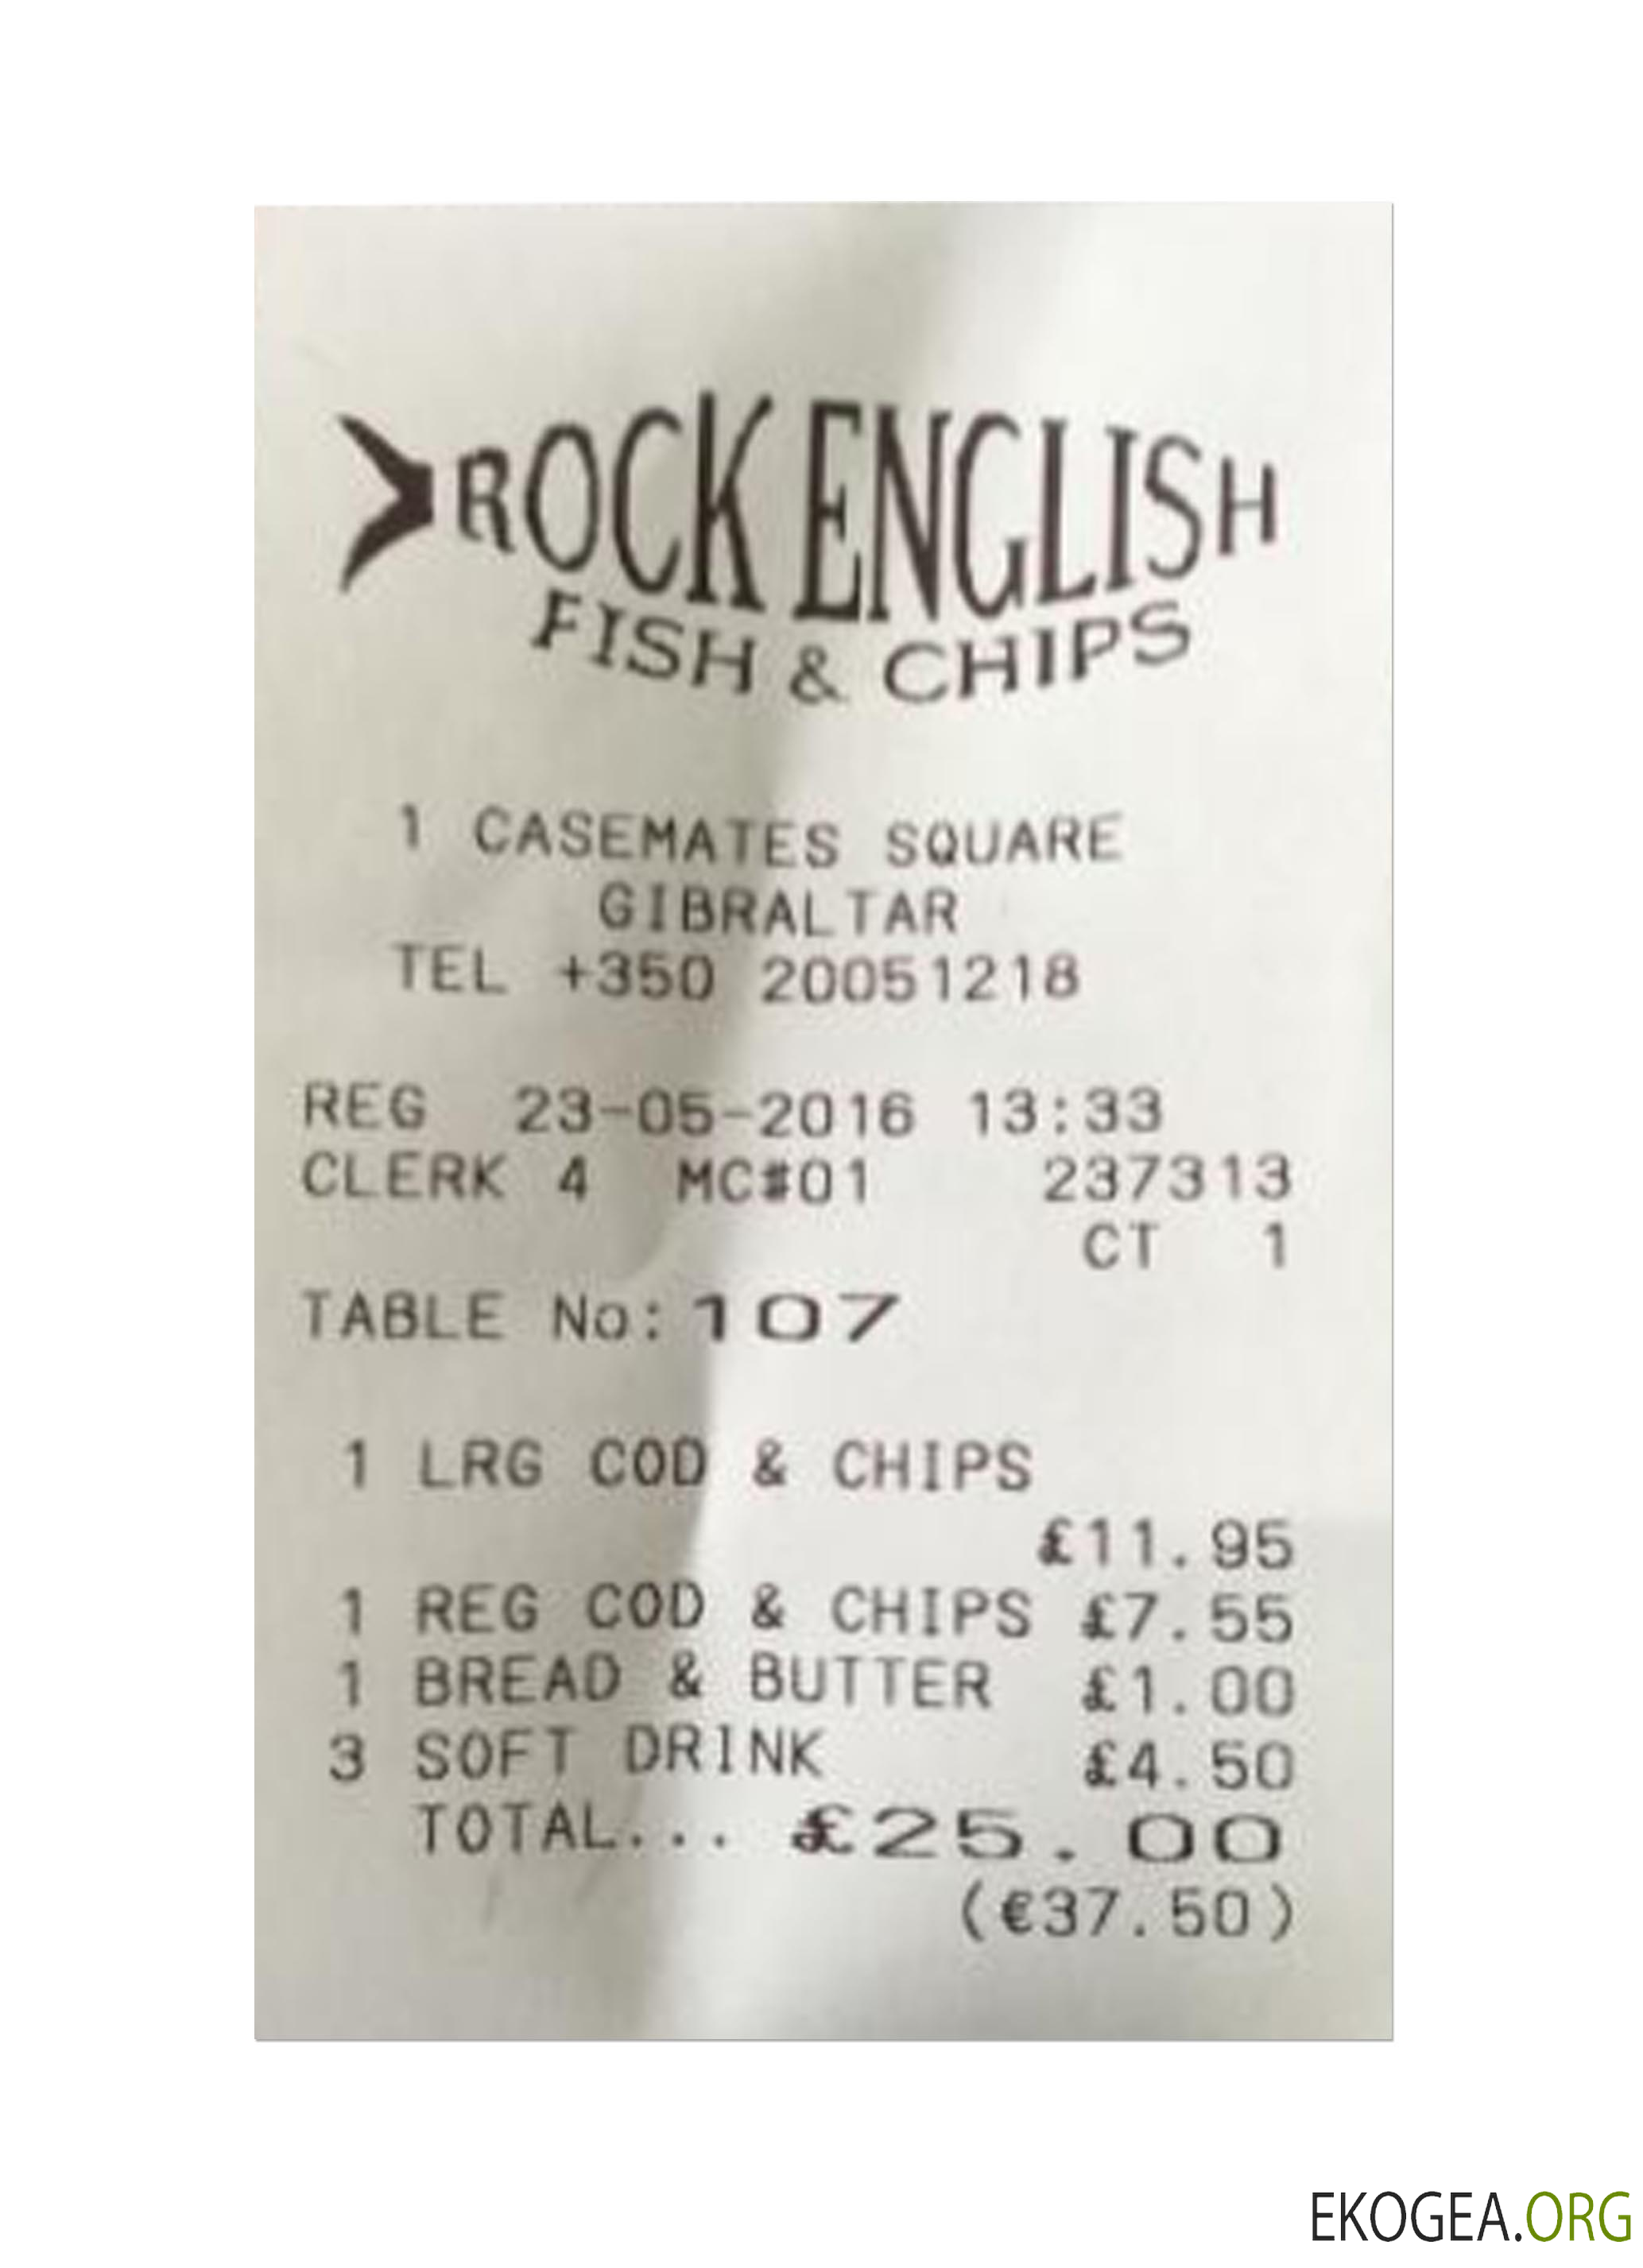 ROCK ENGLISH
FISH & CHIPS
1 CASEMATES SQUARE
GIBRALTAR
TEL +350 20051218
REG 23-05-2016 13:33
CLERK 4 MC#01 237313
CT 1
TABLE No: 107
1 LRG COD & CHIPS
£11.95
1 REG COD & CHIPS £7.55
1 BREAD & BUTTER £1.00
3 SOFT DRINK £4.50
TOTAL... £25.00
(€37.50)
EKOGEA.ORG